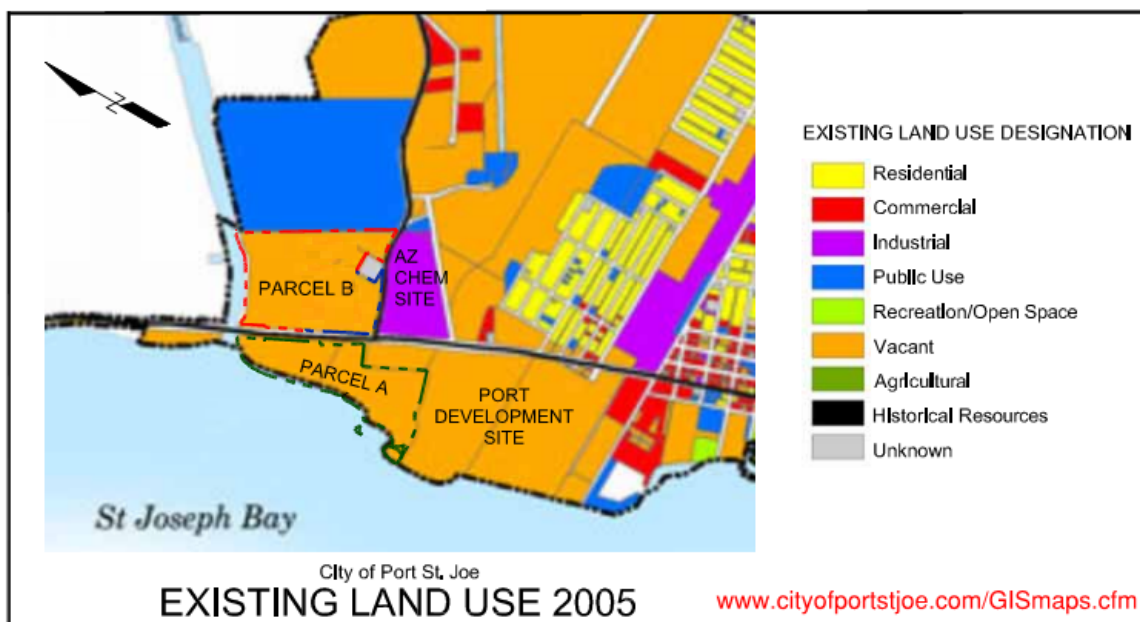 EXISTING LAND USE DESIGNATION
Residential
Commercial
Industrial
Public Use
Recreation/Open Space
Vacant
Agricultural
Historical Resources
Unknown
Z
AZ
CHEM
SITE
PARCEL B
PARCEL A
PORT
DEVELOPMENT
SITE
St Joseph Bay
City of Port St. Joe
EXISTING LAND USE 2005
www.cityofportstjoe.com/GISmaps.cfm